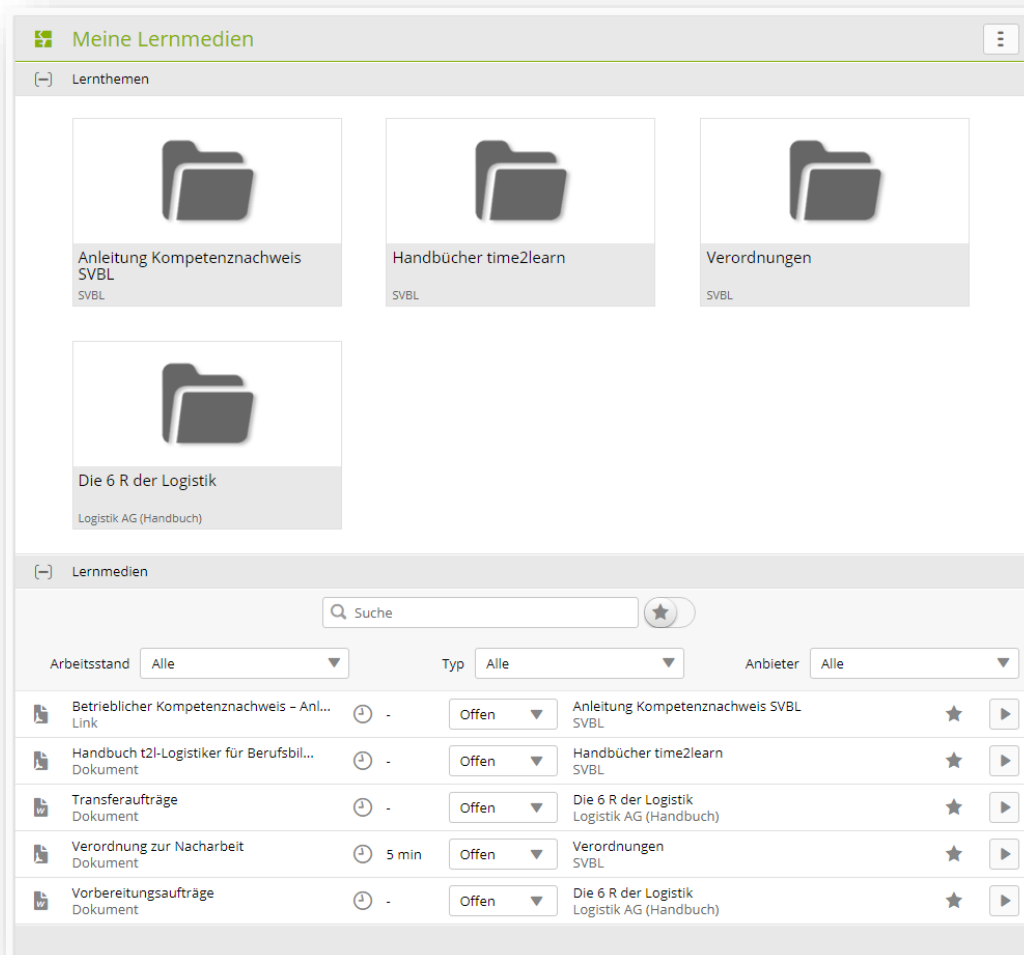 Meine Lernmedien
Lernthemen
Anleitung Kompetenznachweis
SVBL
SVBL
Handbücher time2learn
SVBL
Verordnungen
SVBL
Die 6 R der Logistik
Logistik AG (Handbuch)
Lernmedien
Suche
Arbeitsstand Alle Typ Alle Anbieter Alle
Betrieblicher Kompetenznachweis – Anl... - Offen Anleitung Kompetenznachweis SVBL
Link SVBL
Handbuch t2l-Logistiker für Berufsbil... - Offen Handbücher time2learn
Dokument SVBL
Transferaufträge - Offen Die 6 R der Logistik
Dokument Logistik AG (Handbuch)
Verordnung zur Nacharbeit 5 min Offen Verordnungen
Dokument SVBL
Vorbereitungsaufträge - Offen Die 6 R der Logistik
Dokument Logistik AG (Handbuch)